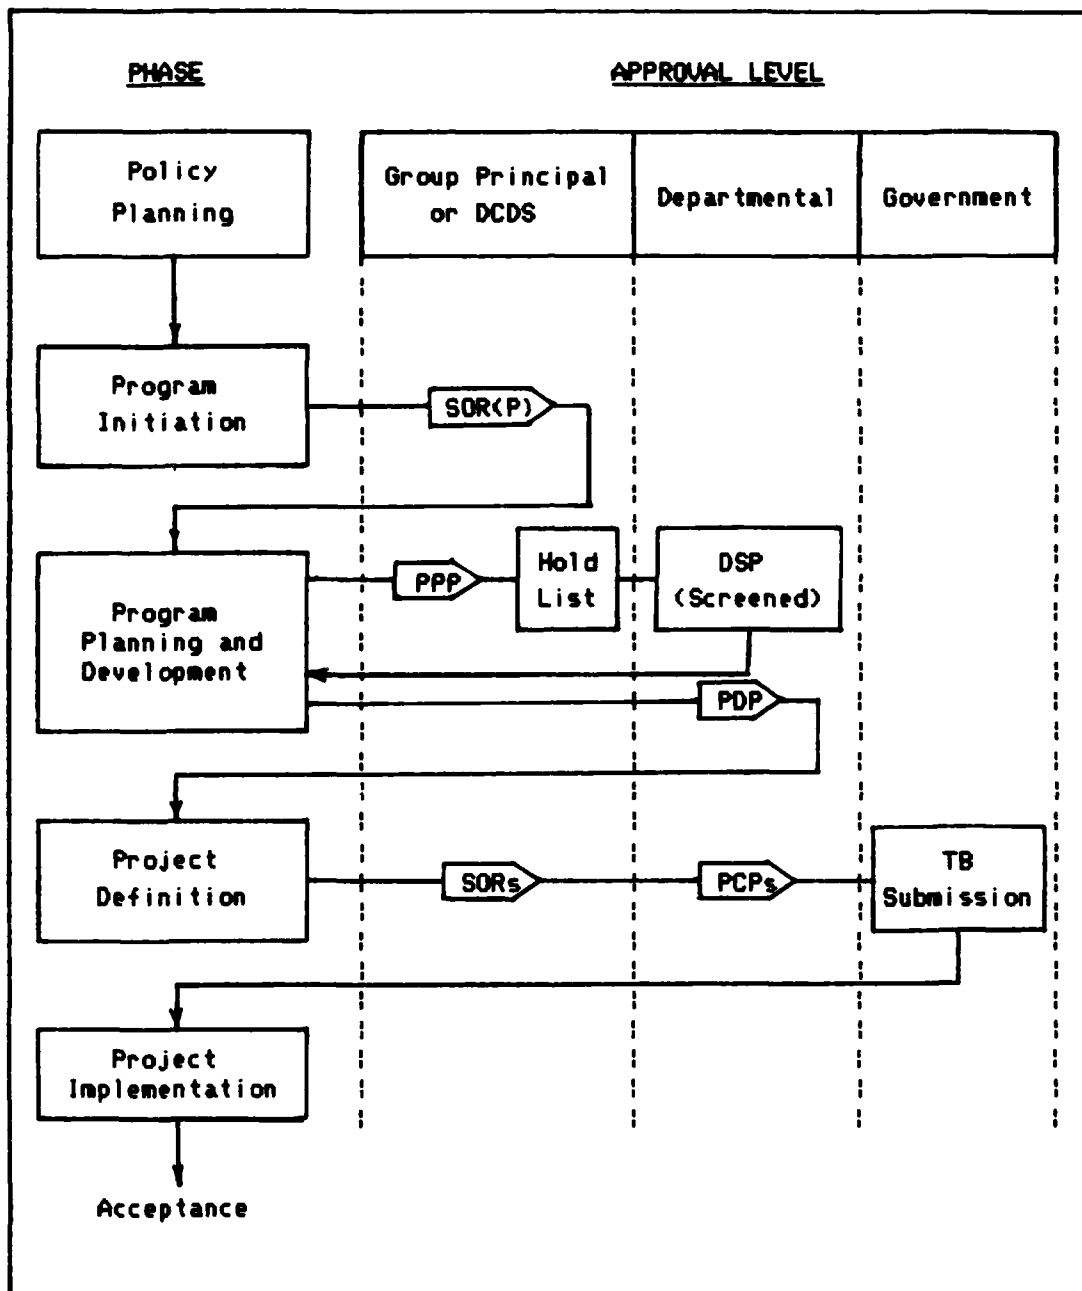 PHASE
APPROVAL LEVEL
Policy
Planning
Group Principal
or DCDS
Departmental
Government
Program
Initiation
SOR(P)
Program
Planning and
Development
PPP
Hold
List
DSP
(Screened)
PDP
Project
Definition
SORs
PCPs
TB
Submission
Project
Implementation
Acceptance